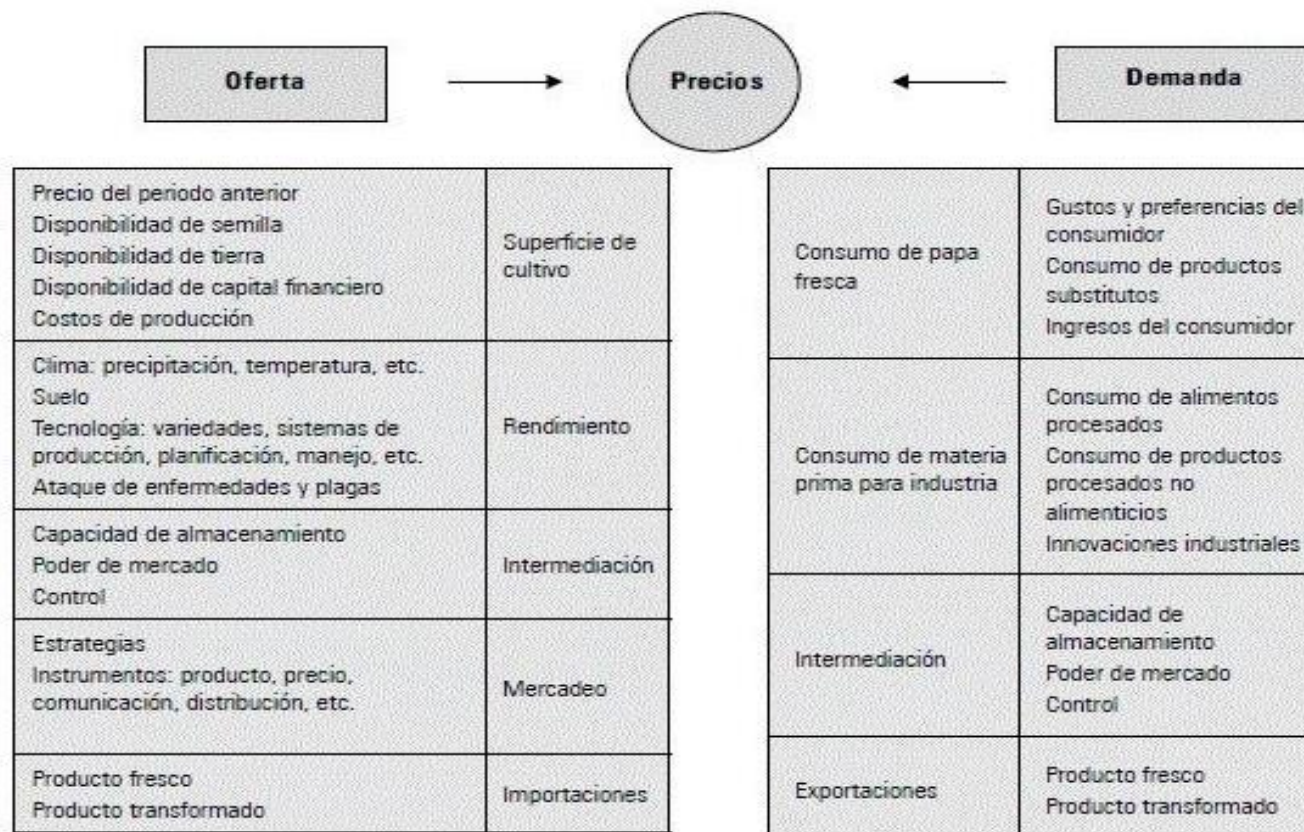 Oferta
Precios
Demanda
Precio del periodo anterior
Disponibilidad de semilla
Disponibilidad de tierra
Disponibilidad de capital financiero
Costos de producción
Superficie de
cultivo
Clima: precipitación, temperatura, etc.
Suelo
Tecnología: variedades, sistemas de
producción, planificación, manejo, etc.
Ataque de enfermedades y plagas
Rendimiento
Capacidad de almacenamiento
Poder de mercado
Control
Intermediación
Estrategias
Instrumentos: producto, precio,
comunicación, distribución, etc.
Mercadeo
Producto fresco
Producto transformado
Importaciones
Consumo de papa
fresca
Gustos y preferencias del
consumidor
Consumo de productos
substitutos
Ingresos del consumidor
Consumo de materia
prima para industria
Consumo de alimentos
procesados
Consumo de productos
procesados no
alimenticios
Innovaciones industriales
Intermediación
Capacidad de
almacenamiento
Poder de mercado
Control
Exportaciones
Producto fresco
Producto transformado